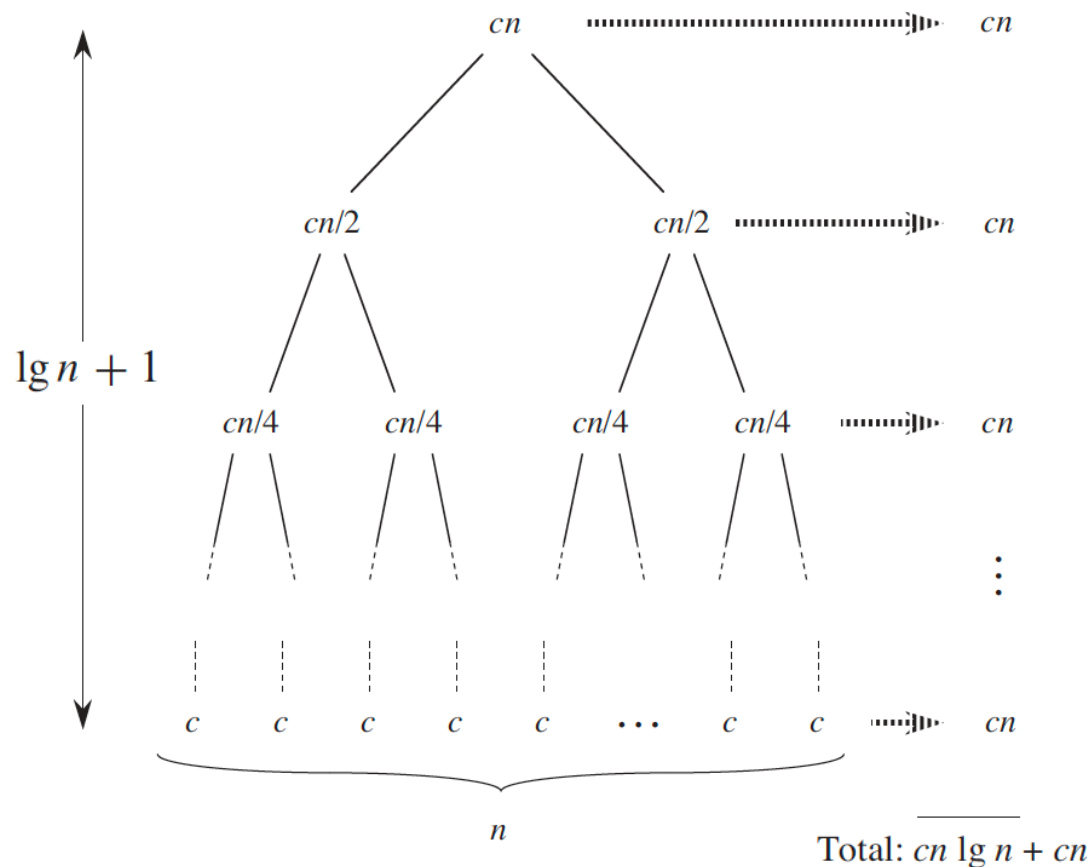 cn cn
cn/2 cn/2 cn
lg n + 1
cn/4 cn/4 cn/4 cn/4 cn
⋮
c c c c c ... c c cn
n
Total: cn lg n + cn